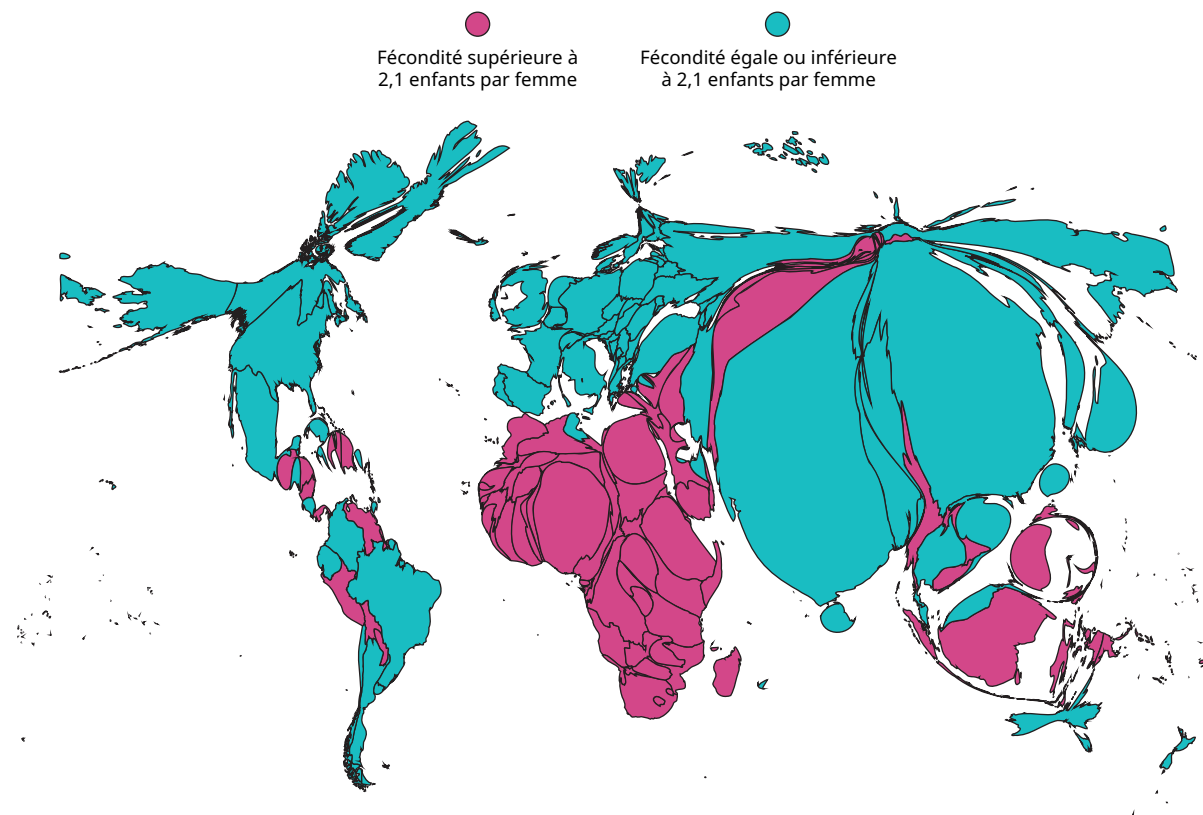 Fécondité supérieure à
2,1 enfants par femme
Fécondité égale ou inférieure
à 2,1 enfants par femme